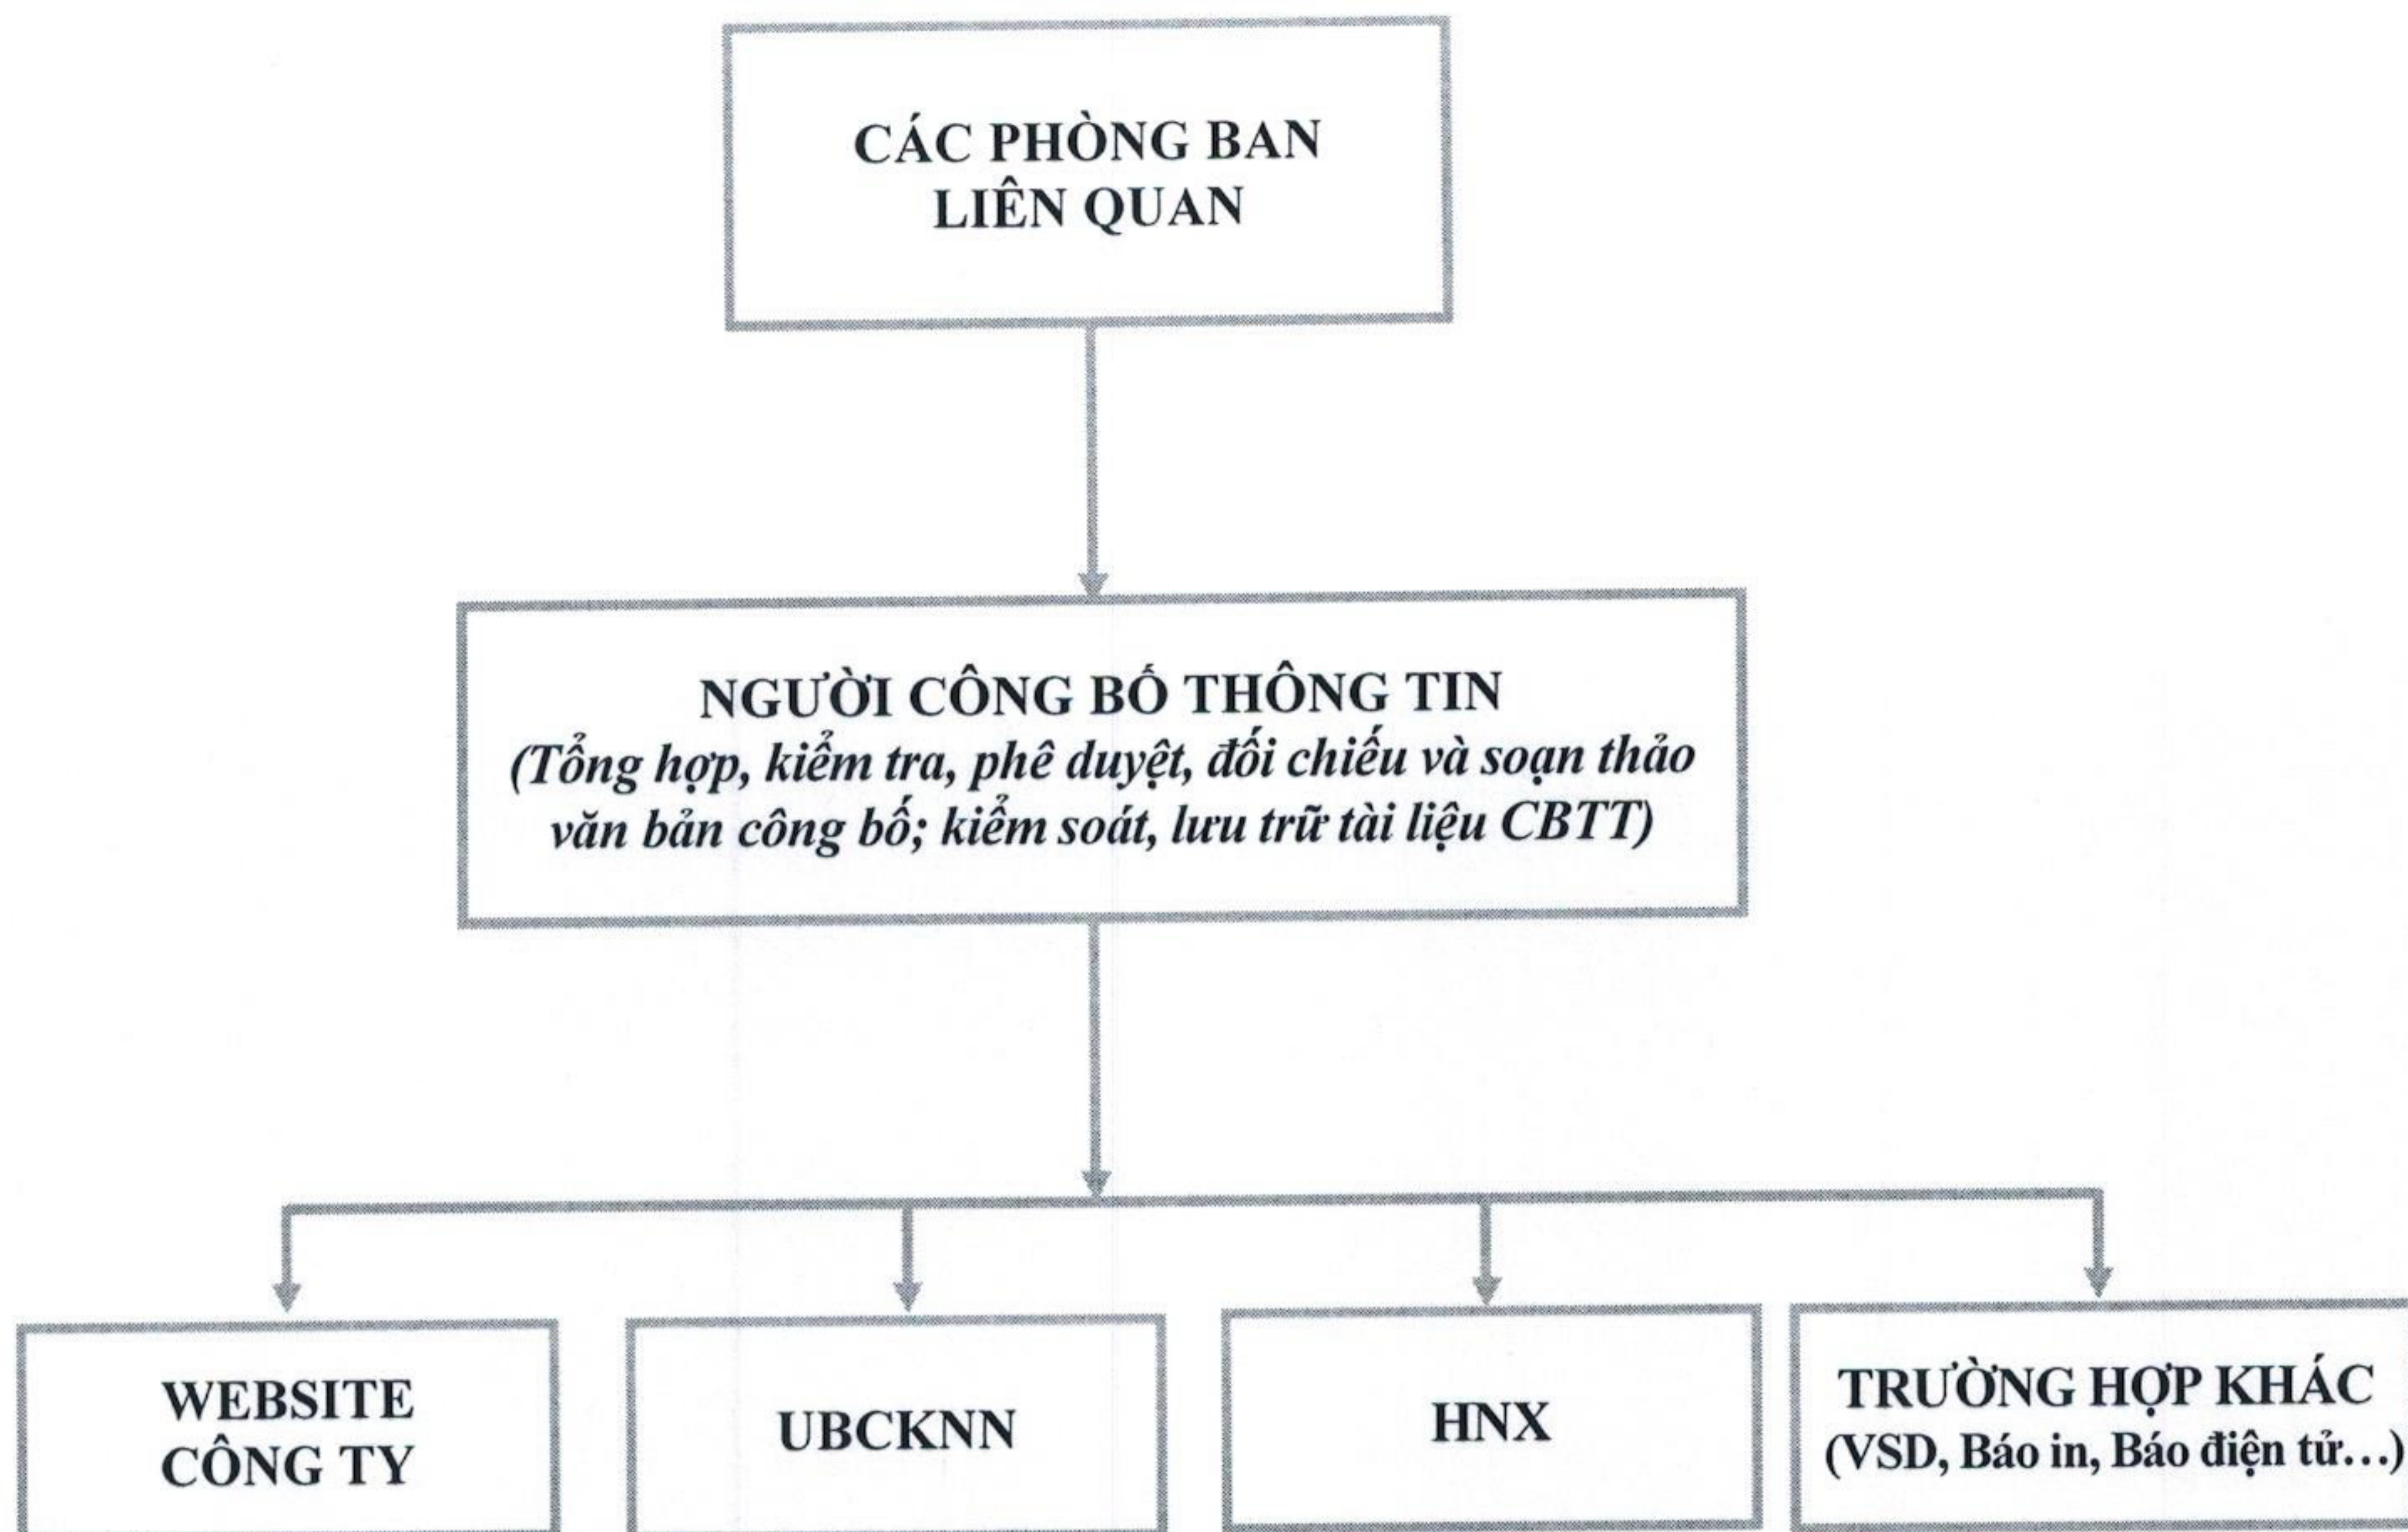 CÁC PHÒNG BAN
LIÊN QUAN
NGƯỜI CÔNG BỐ THÔNG TIN
(Tổng hợp, kiểm tra, phê duyệt, đối chiếu và soạn thảo
văn bản công bố; kiểm soát, lưu trữ tài liệu CBTT)
WEBSITE
CÔNG TY
UBCKNN
HNX
TRƯỜNG HỢP KHÁC
(VSD, Báo in, Báo điện tử...)